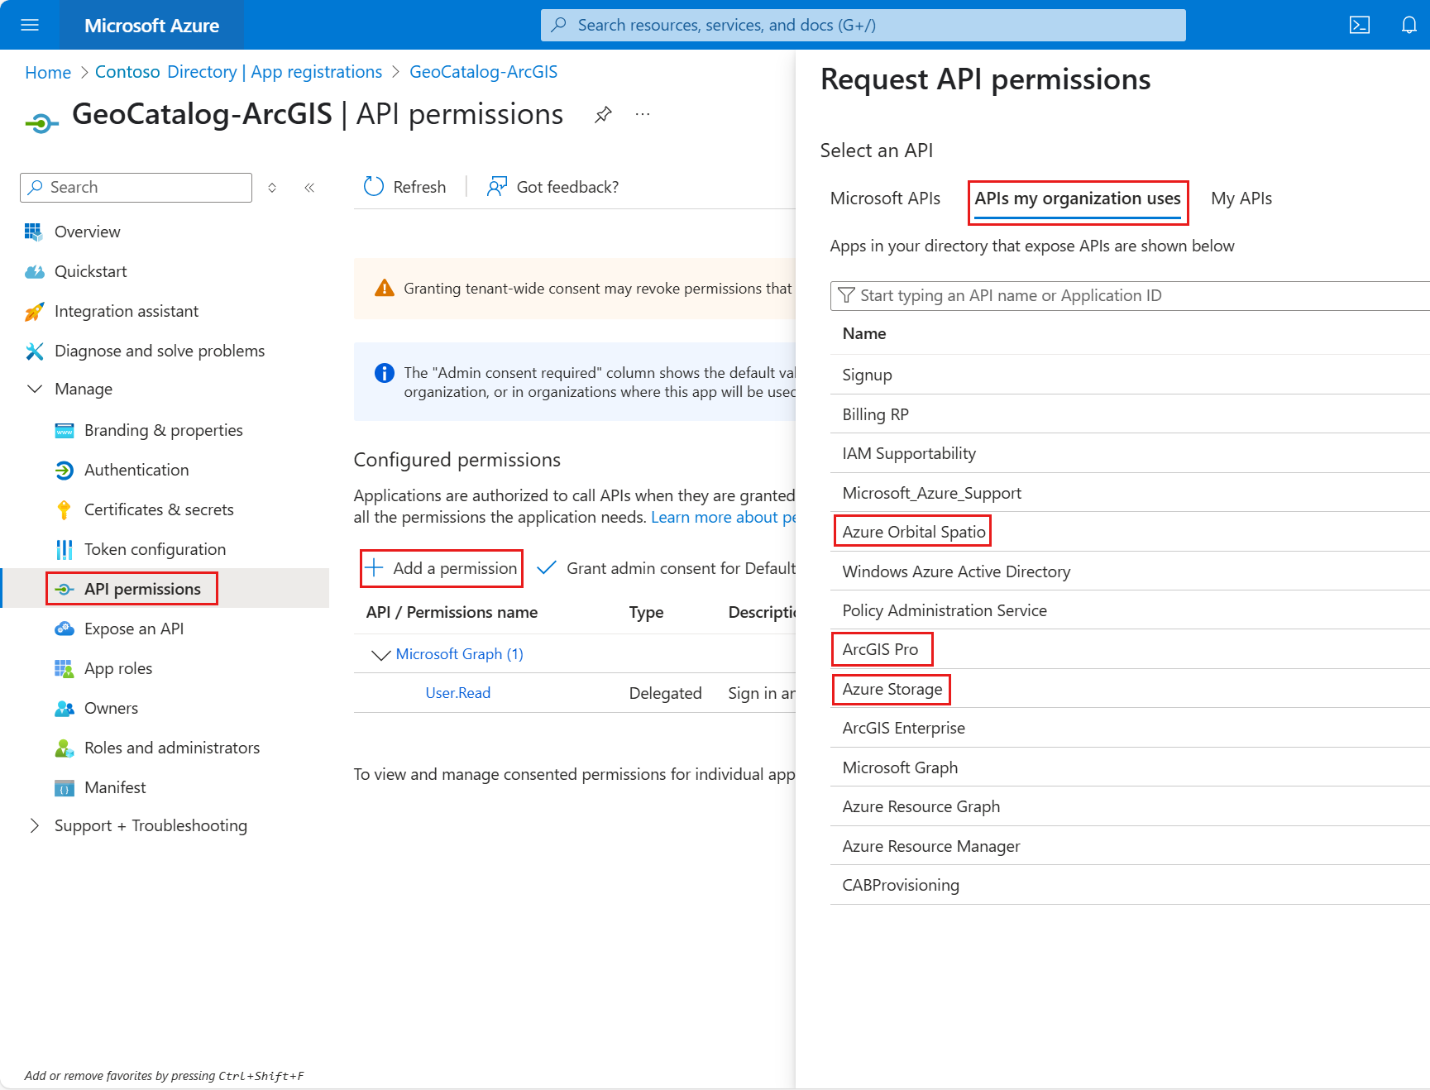 Microsoft Azure
Search resources, services, and docs (G+/)
Home > Contoso Directory | App registrations > GeoCatalog-ArcGIS
GeoCatalog-ArcGIS | API permissions
Search
Overview
Quickstart
Integration assistant
Diagnose and solve problems
Manage
Branding & properties
Authentication
Certificates & secrets
Token configuration
API permissions
Expose an API
App roles
Owners
Roles and administrators
Manifest
Support + Troubleshooting
Add or remove favorites by pressing Ctrl+Shift+F
Refresh
Got feedback?
Granting tenant-wide consent may revoke permissions that
The "Admin consent required" column shows the default val
organization, or in organizations where this app will be used
Configured permissions
Applications are authorized to call APIs when they are granted
all the permissions the application needs. Learn more about pe
Add a permission
Grant admin consent for Default
API / Permissions name Type Descriptio
Microsoft Graph (1)
User.Read Delegated Sign in an
To view and manage consented permissions for individual app
Request API permissions
Select an API
Microsoft APIs APIs my organization uses My APIs
Apps in your directory that expose APIs are shown below
Start typing an API name or Application ID
Name
Signup
Billing RP
IAM Supportability
Microsoft_Azure_Support
Azure Orbital Spatio
Windows Azure Active Directory
Policy Administration Service
ArcGIS Pro
Azure Storage
ArcGIS Enterprise
Microsoft Graph
Azure Resource Graph
Azure Resource Manager
CABProvisioning